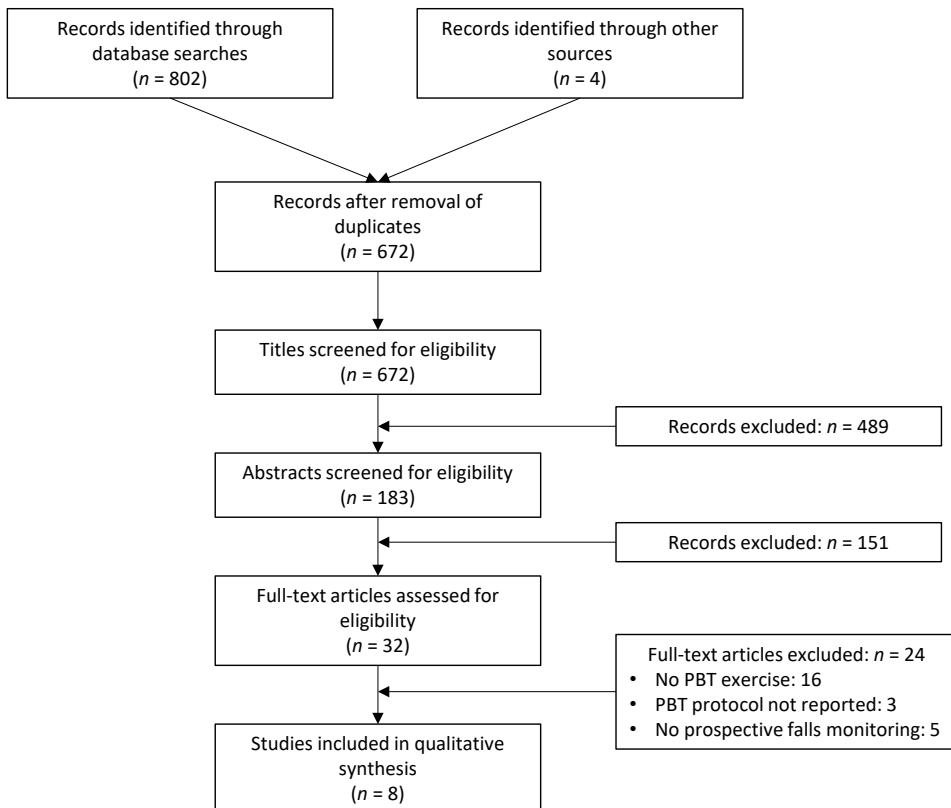 Records identified through
database searches
(n = 802)
Records identified through other
sources
(n = 4)
Records after removal of
duplicates
(n = 672)
Titles screened for eligibility
(n = 672)
Records excluded: n = 489
Abstracts screened for eligibility
(n = 183)
Records excluded: n = 151
Full-text articles assessed for
eligibility
(n = 32)
Full-text articles excluded: n = 24
• No PBT exercise: 16
• PBT protocol not reported: 3
• No prospective falls monitoring: 5
Studies included in qualitative
synthesis
(n = 8)